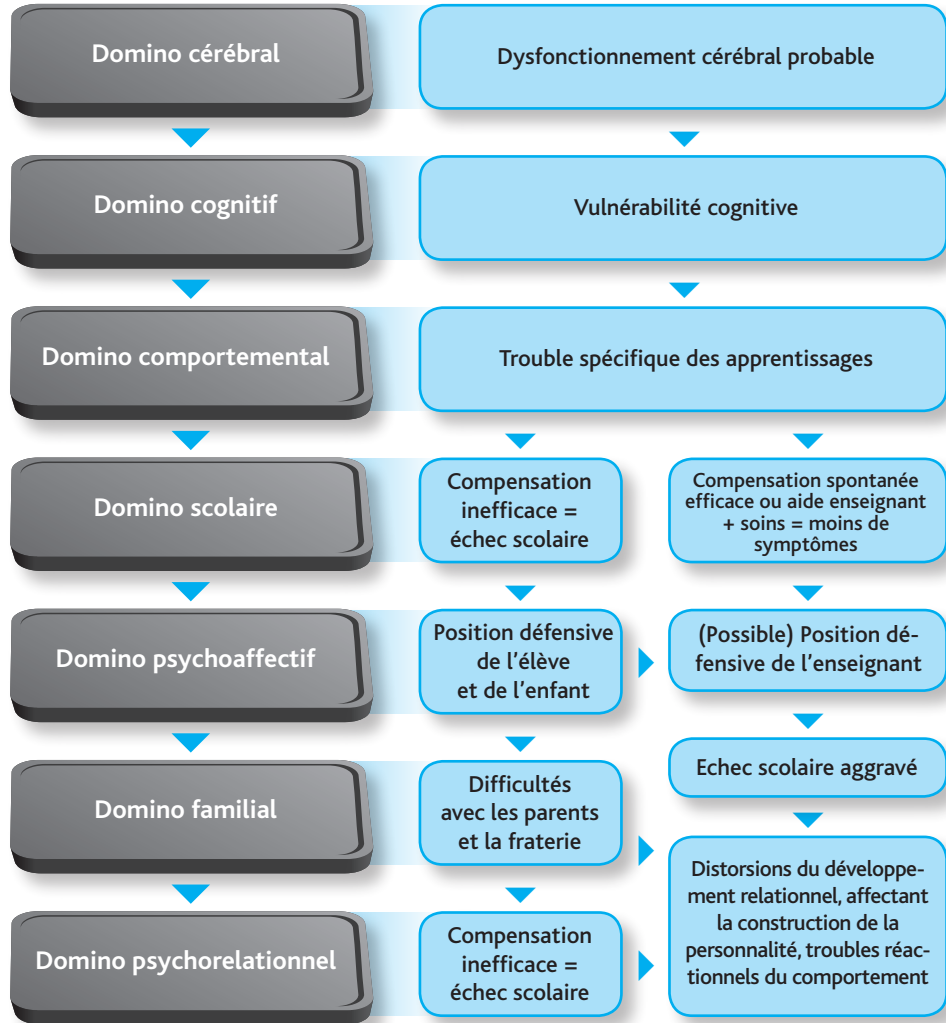 Domino cérébral
Dysfonctionnement cérébral probable
Domino cognitif
Vulnérabilité cognitive
Domino comportemental
Trouble spécifique des apprentissages
Domino scolaire
Compensation
inefficace =
échec scolaire
Compensation spontanée
efficace ou aide enseignant
+ soins = moins de
symptômes
Domino psychoaffectif
Position défensive
de l'élève
et de l'enfant
(Possible) Position dé-
fensive de l'enseignant
Echec scolaire aggravé
Domino familial
Difficultés
avec les parents
et la fraterie
Distorsions du développe-
ment relationnel, affectant
la construction de la
personnalité, troubles réac-
tionnels du comportement
Domino psychorelationnel
Compensation
inefficace =
échec scolaire